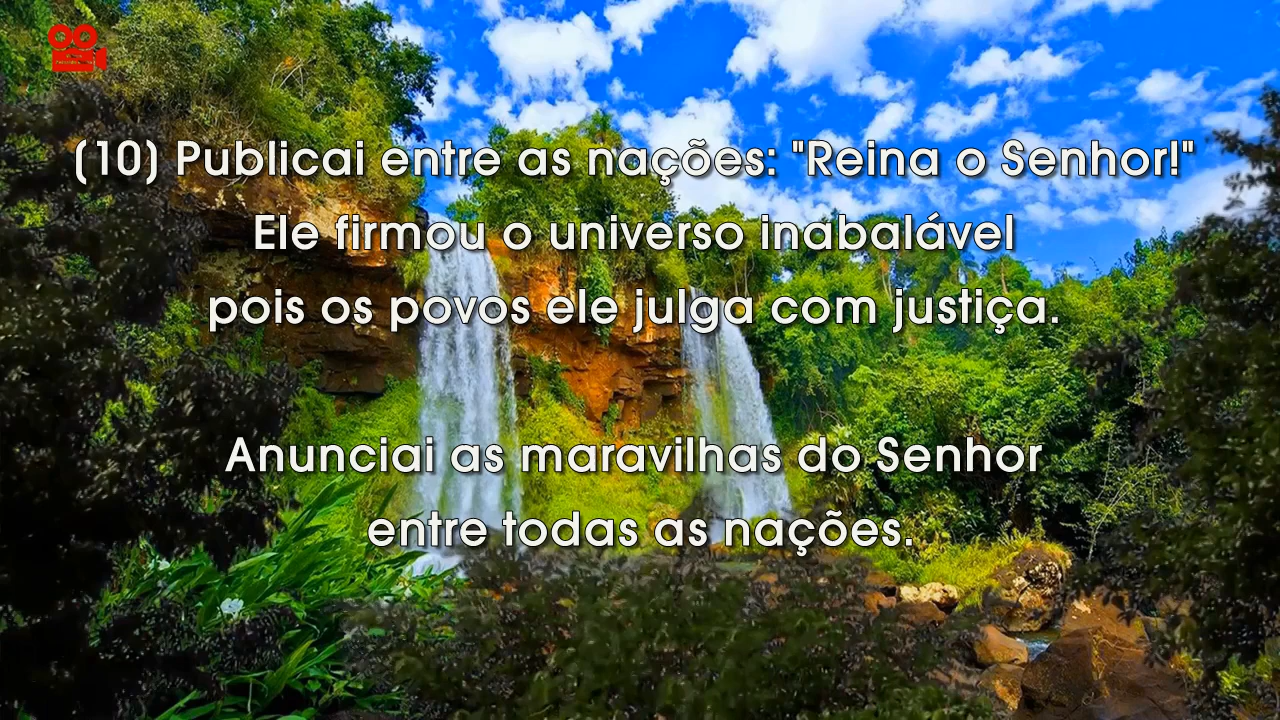 (10) Publicai entre as nações: "Reina o Senhor!"
Ele firmou o universo inabalável
pois os povos ele julga com justiça.
Anunciai as maravilhas do Senhor
entre todas as nações.